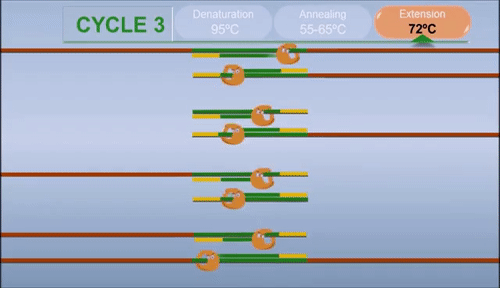 CYCLE 3
Denaturation
95ºC
Annealing
55-65ºC
Extension
72ºC